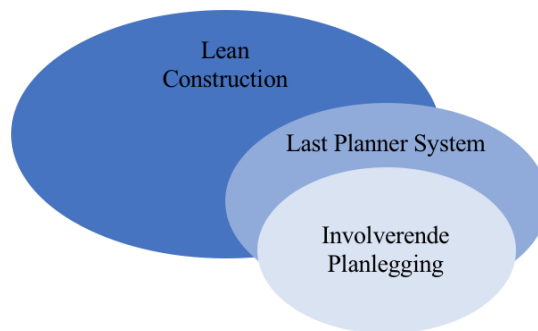 Lean
Construction
Last Planner System
Involverende
Planlegging